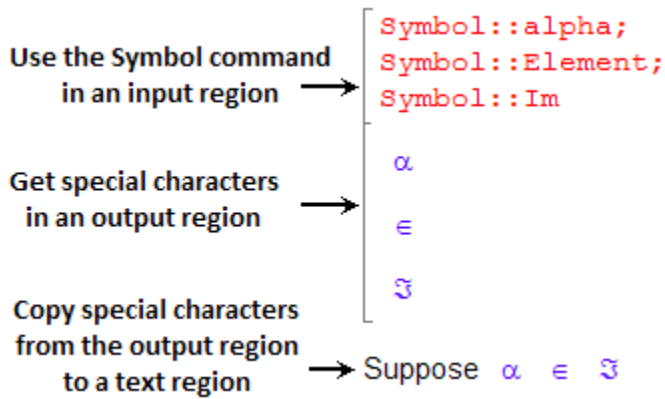 Use the Symbol command
in an input region
Symbol::alpha;
Symbol::Element;
Symbol::Im
Get special characters
in an output region
α
∈
ℑ
Copy special characters
from the output region
to a text region
Suppose α ∈ ℑ